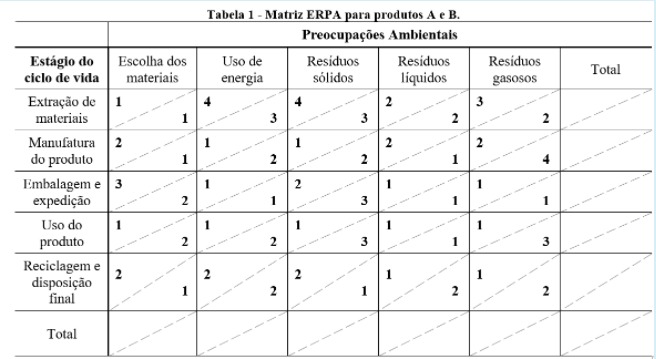 Tabela 1 - Matriz ERPA para produtos A e B.
Preocupações Ambientais
Estágio do ciclo de vida Escolha dos materiais Uso de energia Resíduos sólidos Resíduos líquidos Resíduos gasosos Total
Extração de materiais 1 1 4 3 4 3 2 2 3 2
Manufatura do produto 2 1 1 2 1 2 2 1 2 4
Embalagem e expedição 3 2 1 1 2 3 1 1 1 1
Uso do produto 1 2 1 2 1 3 1 1 1 3
Reciclagem e disposição final 2 1 2 2 2 1 1 2 1 2
Total